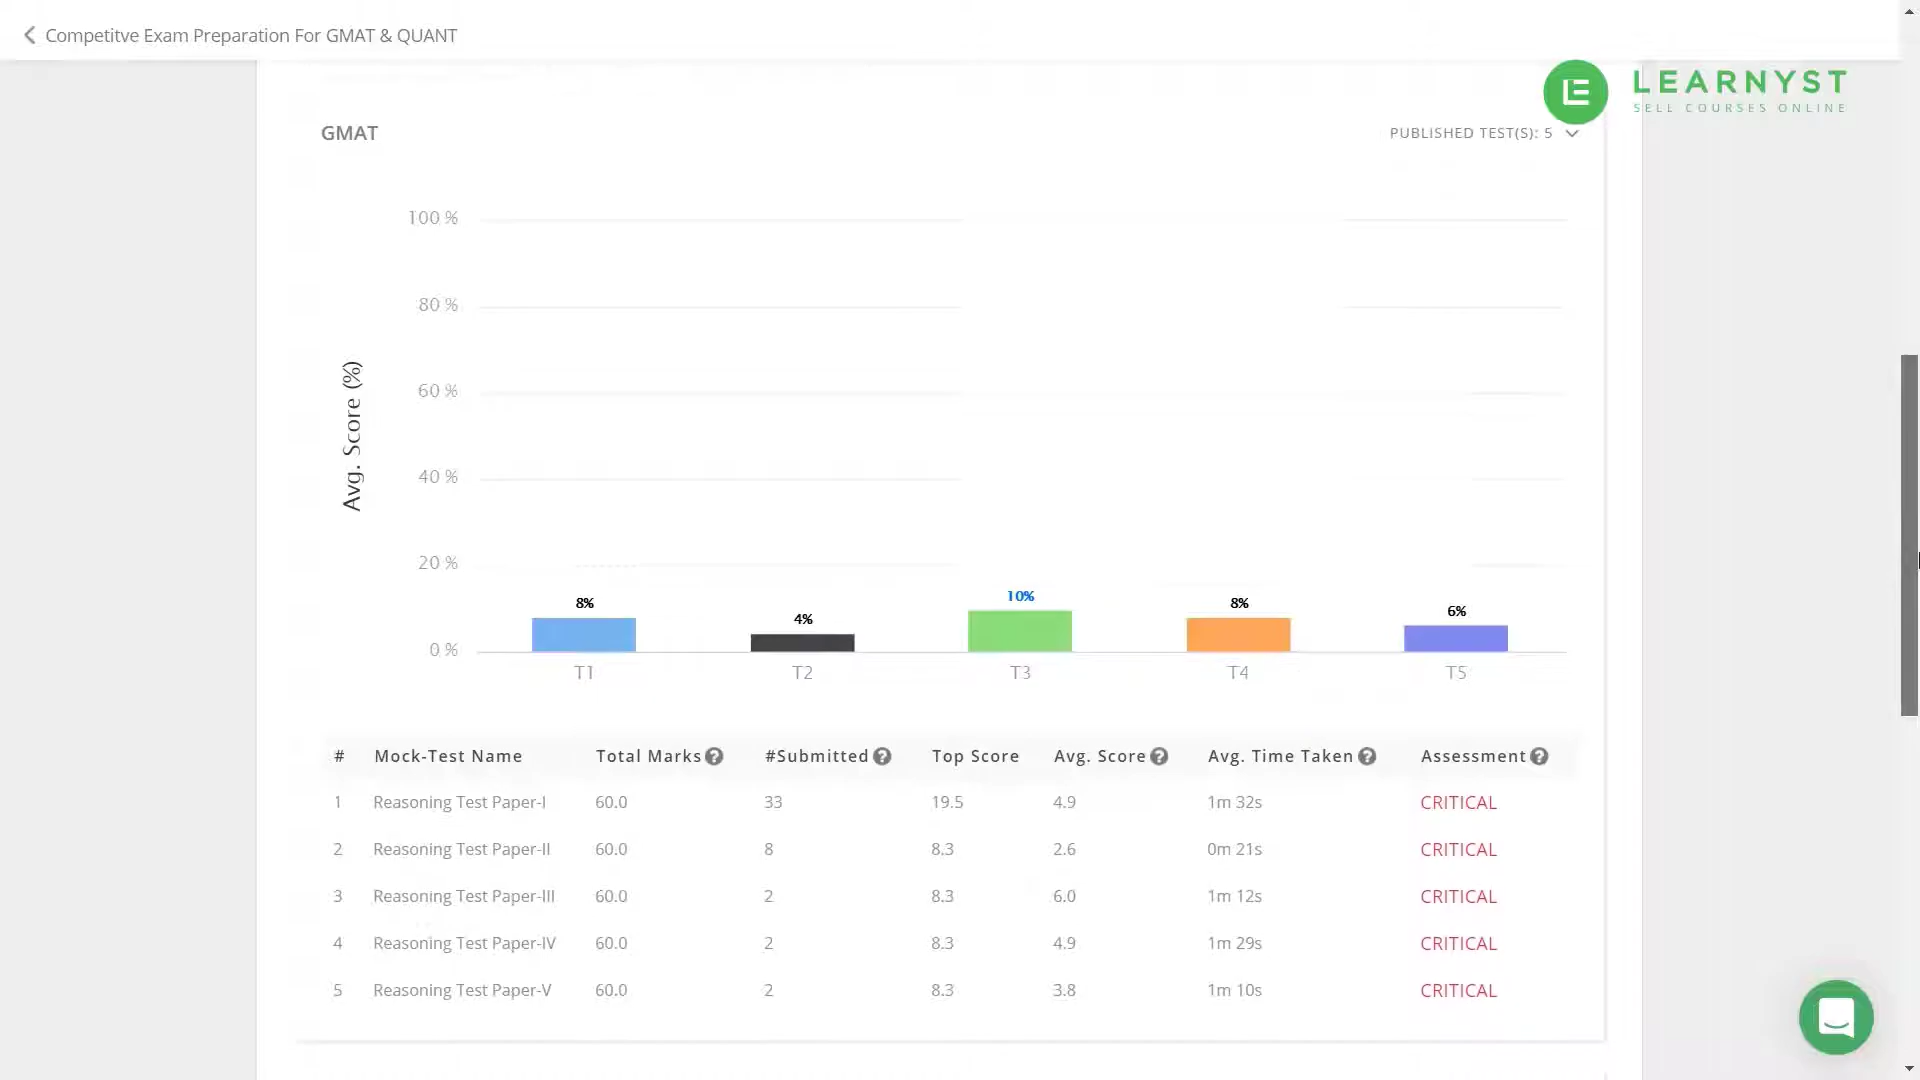 Competitve Exam Preparation For GMAT & QUANT
LEARNYST
SELL COURSES ONLINE
GMAT
PUBLISHED TEST(S): 5
100 %
80 %
60 %
40 %
20 %
0 %
Avg. Score (%)
8%
4%
10%
8%
6%
T1
T2
T3
T4
T5
# Mock-Test Name Total Marks ? #Submitted ? Top Score Avg. Score ? Avg. Time Taken ? Assessment ?
1 Reasoning Test Paper-I 60.0 33 19.5 4.9 1m 32s CRITICAL
2 Reasoning Test Paper-II 60.0 8 8.3 2.6 0m 21s CRITICAL
3 Reasoning Test Paper-III 60.0 2 8.3 6.0 1m 12s CRITICAL
4 Reasoning Test Paper-IV 60.0 2 8.3 4.9 1m 29s CRITICAL
5 Reasoning Test Paper-V 60.0 2 8.3 3.8 1m 10s CRITICAL